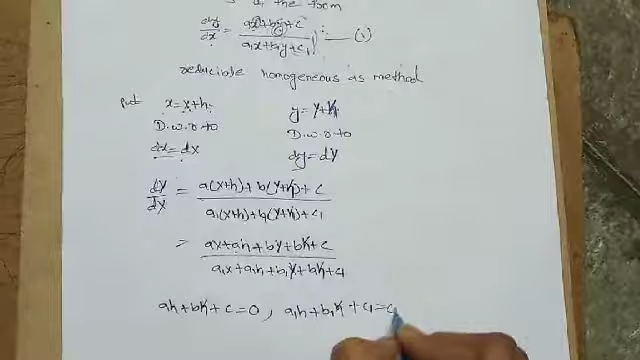 of the form
dy/dx = ax+by+c / a₁x+b₁y+c₁ ——— (1)
reducible homogeneous as method
put x = X+h, y = Y+k
D.w.r.to D.w.r.to
dx = dX dy = dY
dY/dX = a(X+h)+b(Y+k)+c / a₁(X+h)+b₁(Y+k)+c₁
= aX+ah+bY+bk+c / a₁X+a₁h+b₁Y+b₁k+c₁
ah+bk+c=0, a₁h+b₁k+c₁=